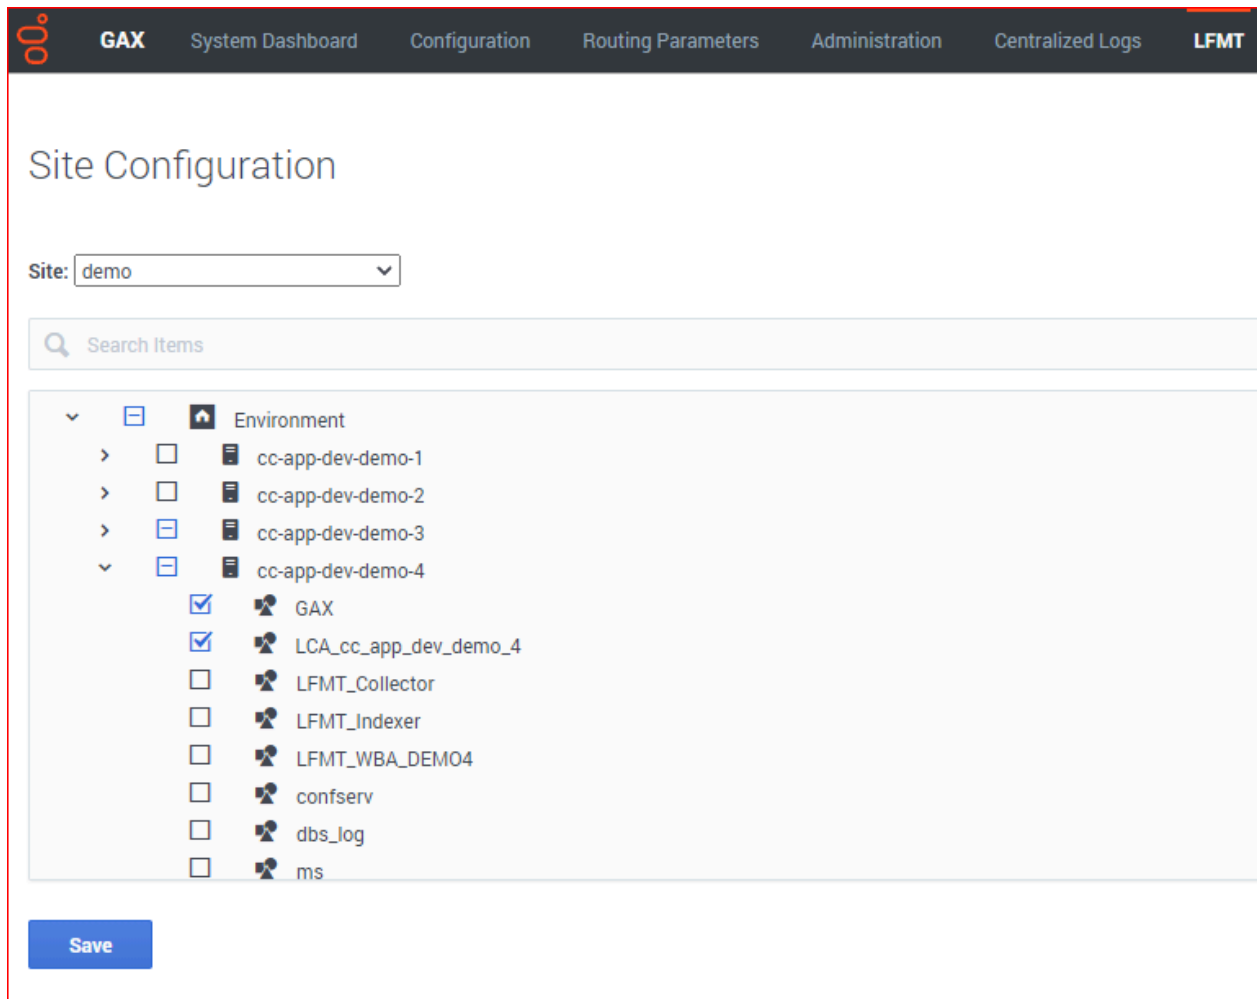 GAX System Dashboard Configuration Routing Parameters Administration Centralized Logs LFMT
Site Configuration
Site: demo
Search Items
Environment
cc-app-dev-demo-1
cc-app-dev-demo-2
cc-app-dev-demo-3
cc-app-dev-demo-4
GAX
LCA_cc_app_dev_demo_4
LFMT_Collector
LFMT_Indexer
LFMT_WBA_DEMO4
confserv
dbs_log
ms
Save